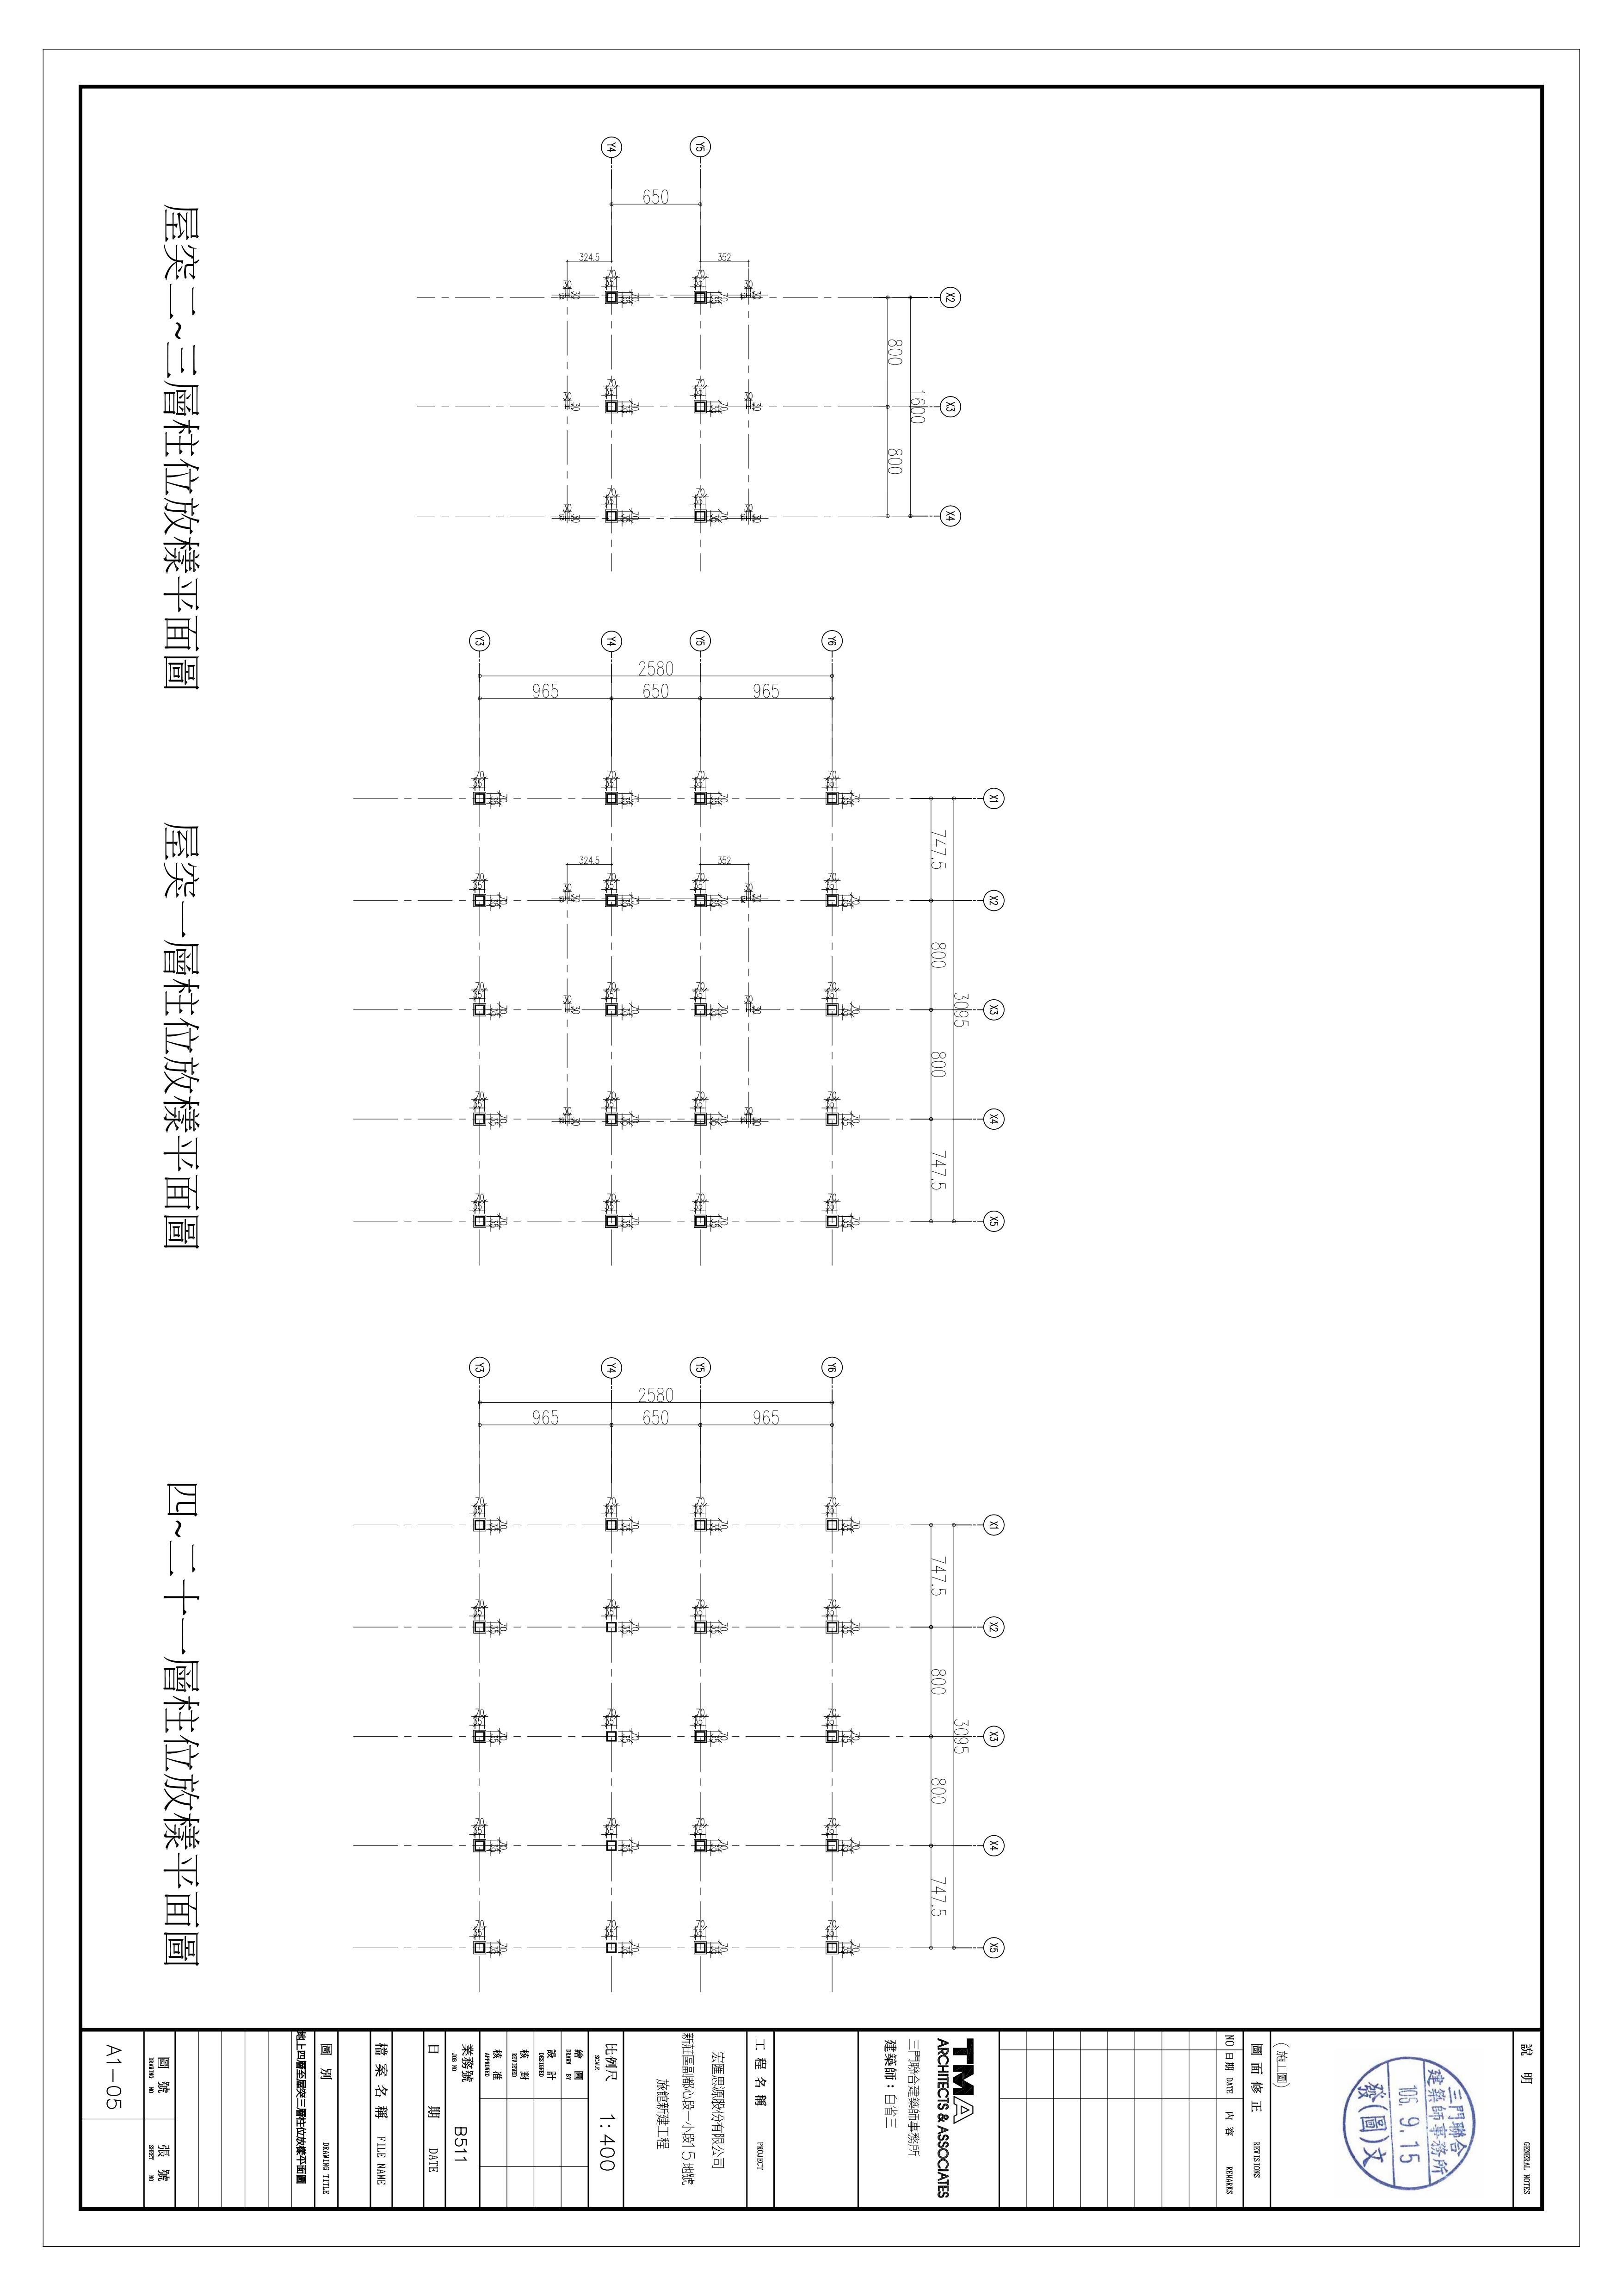 屋突二~三層柱位放樣平面圖
Y4
Y5
650
324.5
352
X2
X3
X4
800
800
1600
70
35
30
屋突一層柱位放樣平面圖
Y3
Y4
Y5
Y6
2580
965
650
965
X1
X2
X3
X4
X5
747.5
800
800
747.5
3095
324.5
352
70
35
30
四~二十一層柱位放樣平面圖
Y3
Y4
Y5
Y6
2580
965
650
965
X1
X2
X3
X4
X5
747.5
800
800
747.5
3095
70
35
說 明 GENERAL NOTES
三門聯合
建築師事務所
106. 9. 15
發(圖)文
(施工圖)
圖 面 修 正 REVISIONS
NO 日期 DATE 內 容 REMARKS
TMA
ARCHITECTS & ASSOCIATES
三門聯合建築師事務所
建築師：白省三
工 程 名 稱 PROJECT
宏匯思源股份有限公司
新莊區副都心段一小段15地號
旅館新建工程
比例尺 SCALE 1:400
繪 圖 DRAWN BY
設 計 DESIGNED
核 對 REVIEWED
核 准 APPROVED
業務號 JOB NO B511
日 期 DATE
檔 案 名 稱 FILE NAME
圖 別 DRAWING TITLE
地上四層至屋突三層柱位放樣平面圖
圖 號 DRAWING NO
張 號 SHEET NO
A1-05